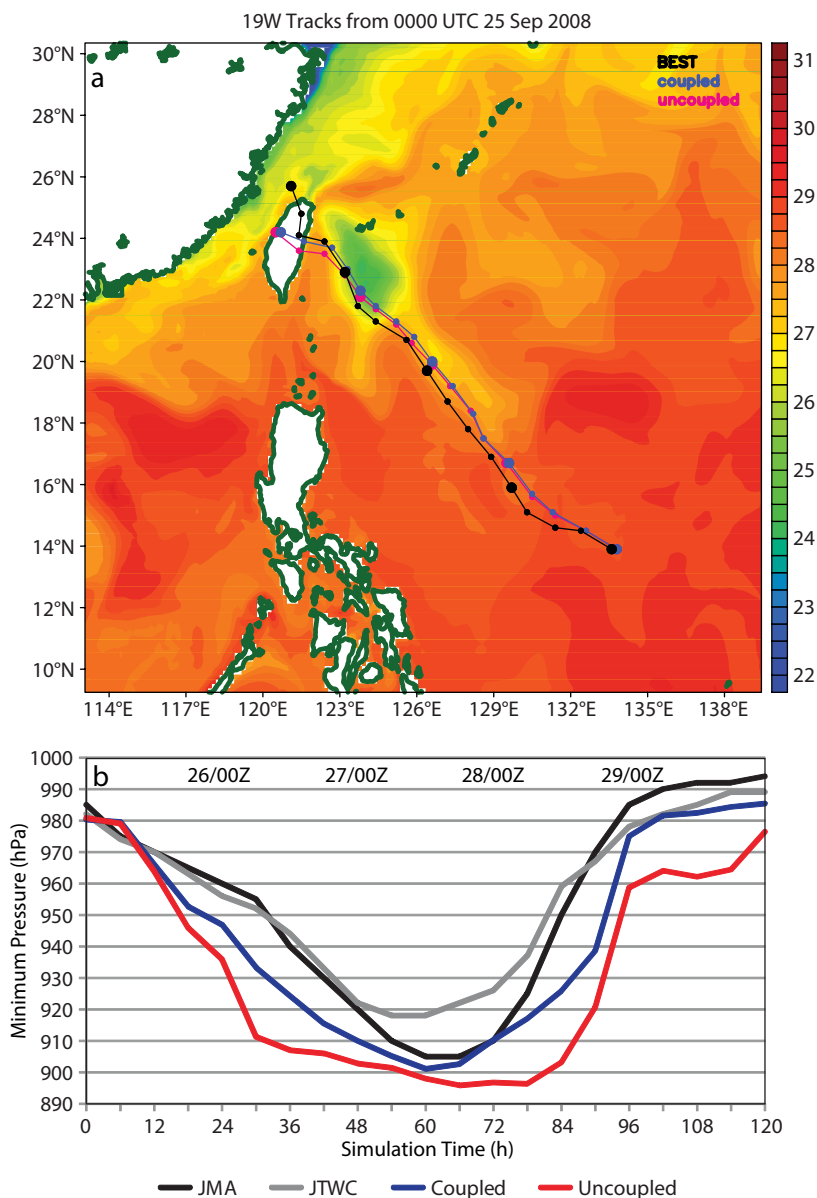 19W Tracks from 0000 UTC 25 Sep 2008
a
BEST
coupled
uncoupled
30°N
28°N
26°N
24°N
22°N
20°N
18°N
16°N
14°N
12°N
10°N
114°E 117°E 120°E 123°E 126°E 129°E 132°E 135°E 138°E
31
30
29
28
27
26
25
24
23
22
b
26/00Z 27/00Z 28/00Z 29/00Z
Minimum Pressure (hPa)
1000
990
980
970
960
950
940
930
920
910
900
890
0 12 24 36 48 60 72 84 96 108 120
Simulation Time (h)
JMA JTWC Coupled Uncoupled